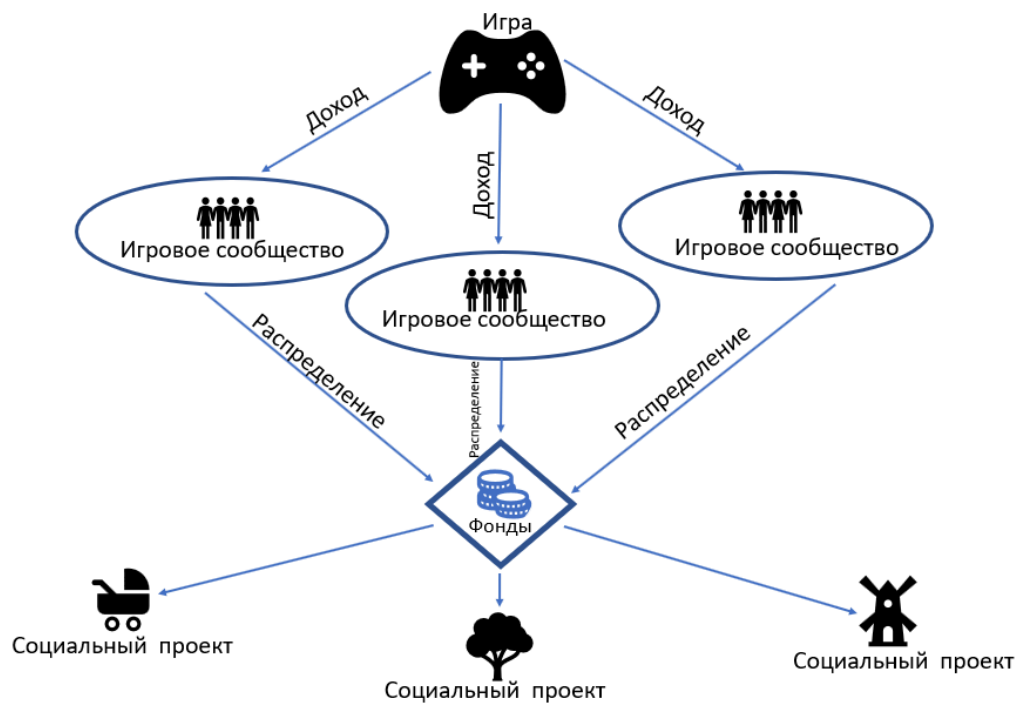 Игра
Доход
Доход
Доход
Игровое сообщество
Игровое сообщество
Игровое сообщество
Распределение
Распределение
Распределение
Фонды
Социальный проект
Социальный проект
Социальный проект